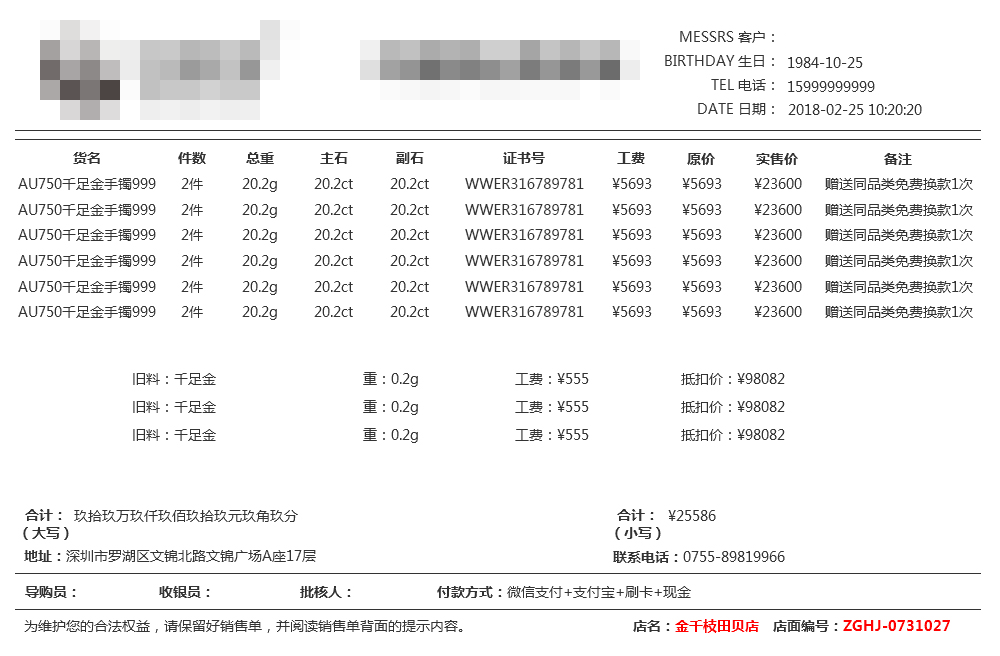 MESSRS 客户：
BIRTHDAY 生日： 1984-10-25
TEL 电话： 15999999999
DATE 日期： 2018-02-25 10:20:20
货名 件数 总重 主石 副石 证书号 工费 原价 实售价 备注
AU750千足金手镯999 2件 20.2g 20.2ct 20.2ct WWER316789781 ¥5693 ¥5693 ¥23600 赠送同品类免费换款1次
AU750千足金手镯999 2件 20.2g 20.2ct 20.2ct WWER316789781 ¥5693 ¥5693 ¥23600 赠送同品类免费换款1次
AU750千足金手镯999 2件 20.2g 20.2ct 20.2ct WWER316789781 ¥5693 ¥5693 ¥23600 赠送同品类免费换款1次
AU750千足金手镯999 2件 20.2g 20.2ct 20.2ct WWER316789781 ¥5693 ¥5693 ¥23600 赠送同品类免费换款1次
AU750千足金手镯999 2件 20.2g 20.2ct 20.2ct WWER316789781 ¥5693 ¥5693 ¥23600 赠送同品类免费换款1次
AU750千足金手镯999 2件 20.2g 20.2ct 20.2ct WWER316789781 ¥5693 ¥5693 ¥23600 赠送同品类免费换款1次
旧料：千足金 重：0.2g 工费：¥555 抵扣价：¥98082
旧料：千足金 重：0.2g 工费：¥555 抵扣价：¥98082
旧料：千足金 重：0.2g 工费：¥555 抵扣价：¥98082
合计： 玖拾玖万玖仟玖佰玖拾玖元玖角玖分 合计： ¥25586
（大写） （小写）
地址：深圳市罗湖区文锦北路文锦广场A座17层 联系电话：0755-89819966
导购员： 收银员： 批核人： 付款方式：微信支付+支付宝+刷卡+现金
为维护您的合法权益，请保留好销售单，并阅读销售单背面的提示内容。 店名：金千枝田贝店 店面编号：ZGHJ-0731027